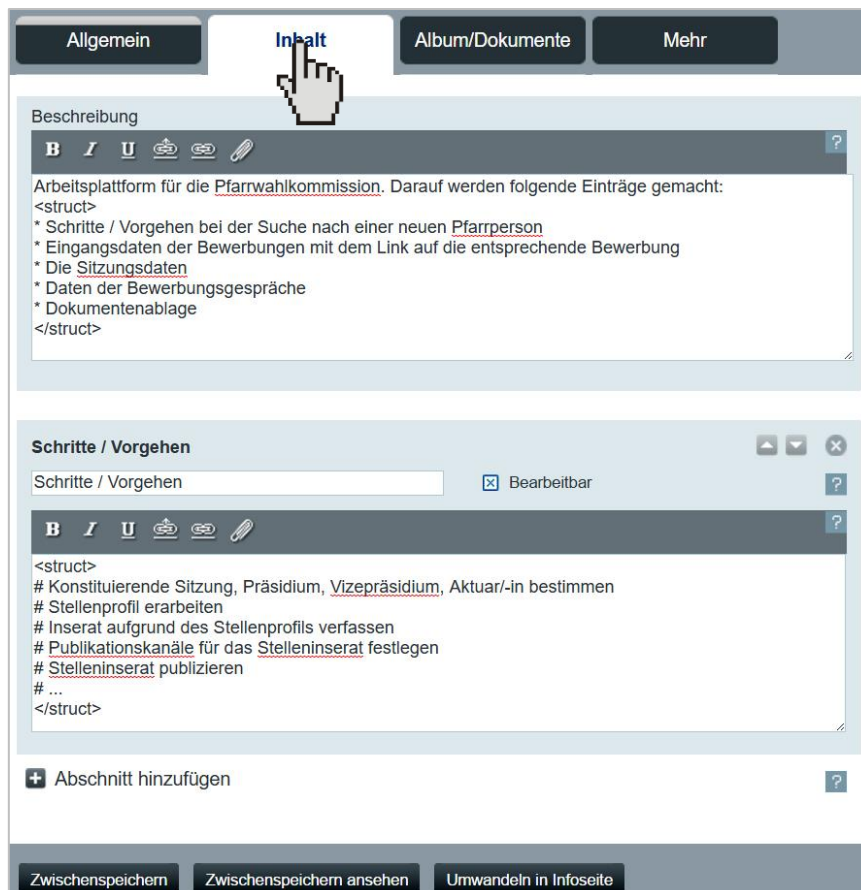 Allgemein Inhalt Album/Dokumente Mehr
Beschreibung
B I U ?
Arbeitsplattform für die Pfarrwahlkommission. Darauf werden folgende Einträge gemacht:
<struct>
* Schritte / Vorgehen bei der Suche nach einer neuen Pfarrperson
* Eingangsdaten der Bewerbungen mit dem Link auf die entsprechende Bewerbung
* Die Sitzungsdaten
* Daten der Bewerbungsgespräche
* Dokumentenablage
</struct>
Schritte / Vorgehen
Schritte / Vorgehen Bearbeitbar ?
B I U ?
<struct>
# Konstituierende Sitzung, Präsidium, Vizepräsidium, Aktuar/-in bestimmen
# Stellenprofil erarbeiten
# Inserat aufgrund des Stellenprofils verfassen
# Publikationskanäle für das Stelleninserat festlegen
# Stelleninserat publizieren
# ...
</struct>
Abschnitt hinzufügen ?
Zwischenspeichern Zwischenspeichern ansehen Umwandeln in Infoseite